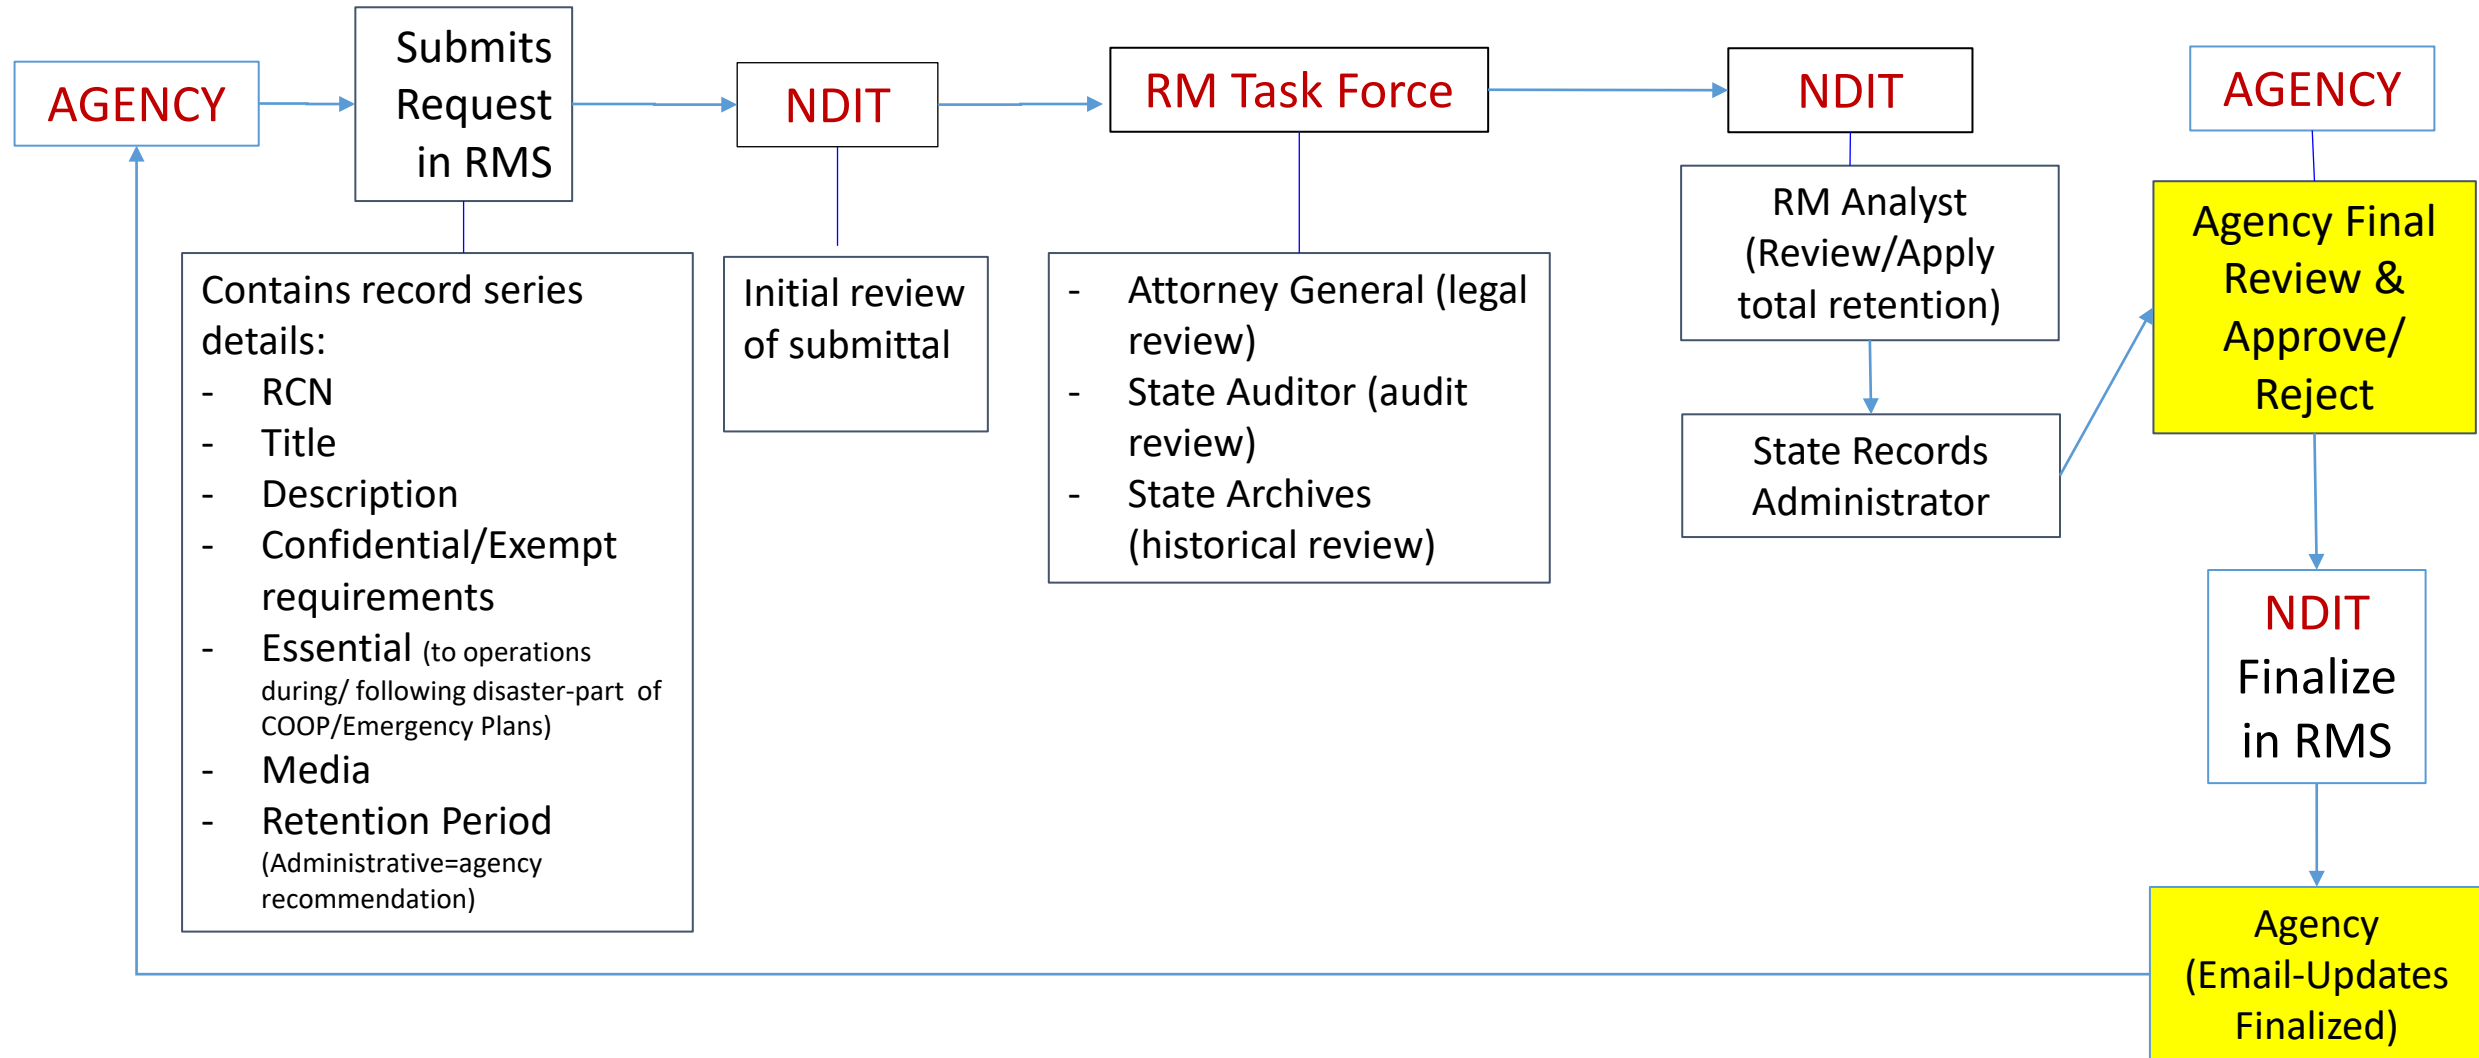 AGENCY
Submits
Request
in RMS
NDIT
RM Task Force
NDIT
AGENCY
Contains record series
details:
- RCN
- Title
- Description
- Confidential/Exempt
requirements
- Essential (to operations
during/ following disaster-part of
COOP/Emergency Plans)
- Media
- Retention Period
(Administrative=agency
recommendation)
Initial review
of submittal
- Attorney General (legal
review)
- State Auditor (audit
review)
- State Archives
(historical review)
RM Analyst
(Review/Apply
total retention)
State Records
Administrator
Agency Final
Review &
Approve/
Reject
NDIT
Finalize
in RMS
Agency
(Email-Updates
Finalized)